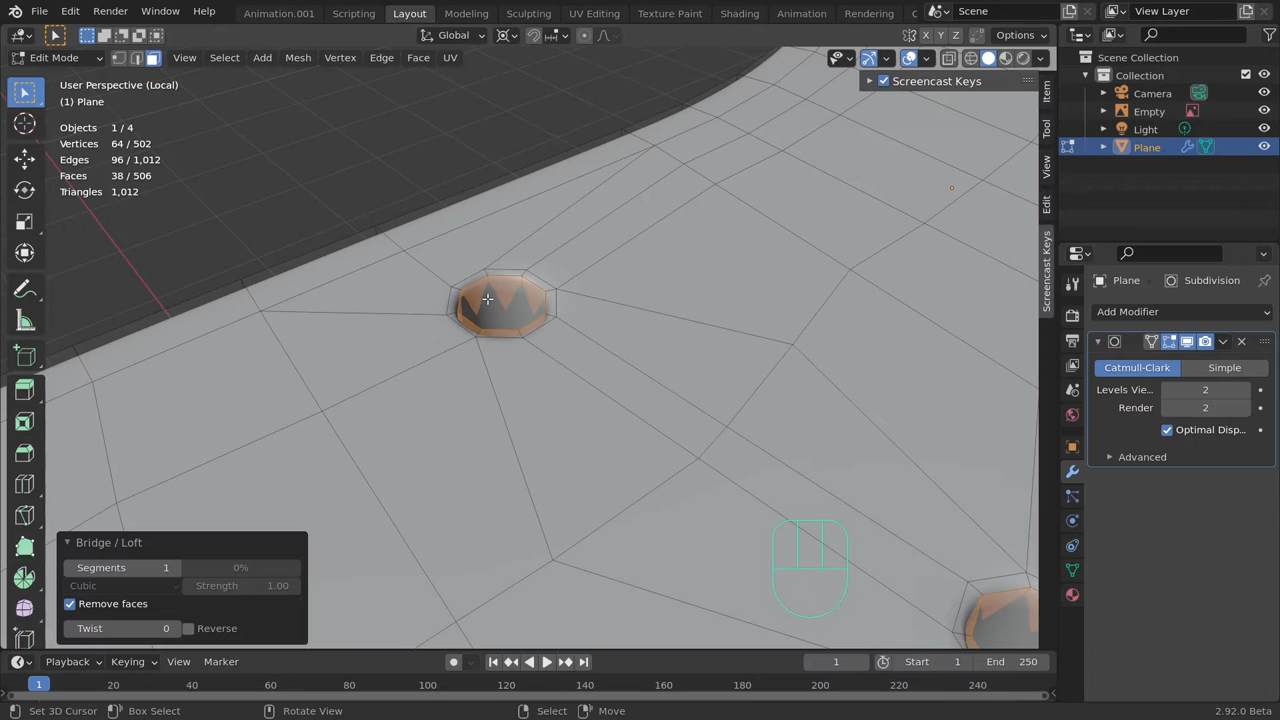 File Edit Render Window Help
Animation.001 Scripting Layout Modeling Sculpting UV Editing Texture Paint Shading Animation Rendering
Scene
View Layer
Global
X Y Z
Options
Edit Mode
View Select Add Mesh Vertex Edge Face UV
Scene Collection
Collection
Camera
Empty
Light
Plane
Screencast Keys
Item
Tool
View
Edit
Screencast Keys
User Perspective (Local)
(1) Plane
Objects 1 / 4
Vertices 64 / 502
Edges 96 / 1,012
Faces 38 / 506
Triangles 1,012
Plane
Subdivision
Add Modifier
Catmull-Clark Simple
Levels Vie... 2
Render 2
Optimal Disp...
Advanced
Bridge / Loft
Segments 1 0%
Cubic Strength 1.00
Remove faces
Twist 0 Reverse
Playback Keying View Marker
1
Start 1
End 250
1 20 40 60 80 100 120 140 160 180 200 220 240
Set 3D Cursor Box Select Rotate View Select Move
2.92.0 Beta